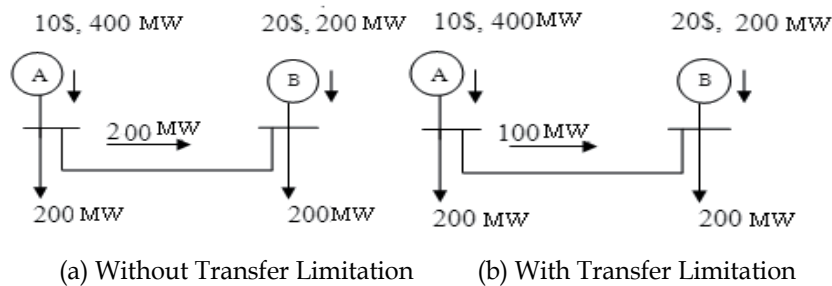 10$, 400 MW 20$, 200 MW 10$, 400MW 20$, 200 MW
A B A B
200 MW 100 MW
200 MW 200MW 200 MW 200 MW
(a) Without Transfer Limitation (b) With Transfer Limitation